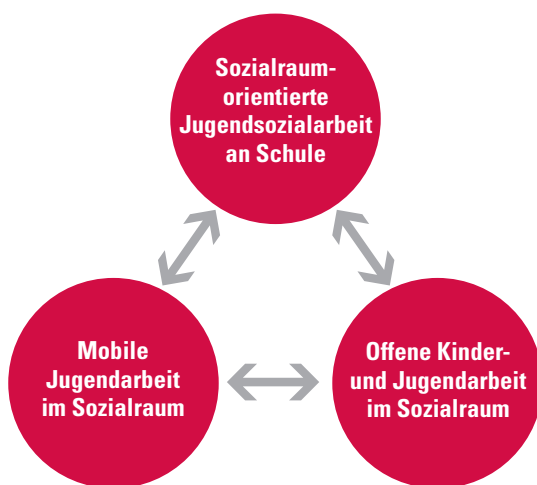 Sozialraum-
orientierte
Jugendsozialarbeit
an Schule
Mobile
Jugendarbeit
im Sozialraum
Offene Kinder-
und Jugendarbeit
im Sozialraum